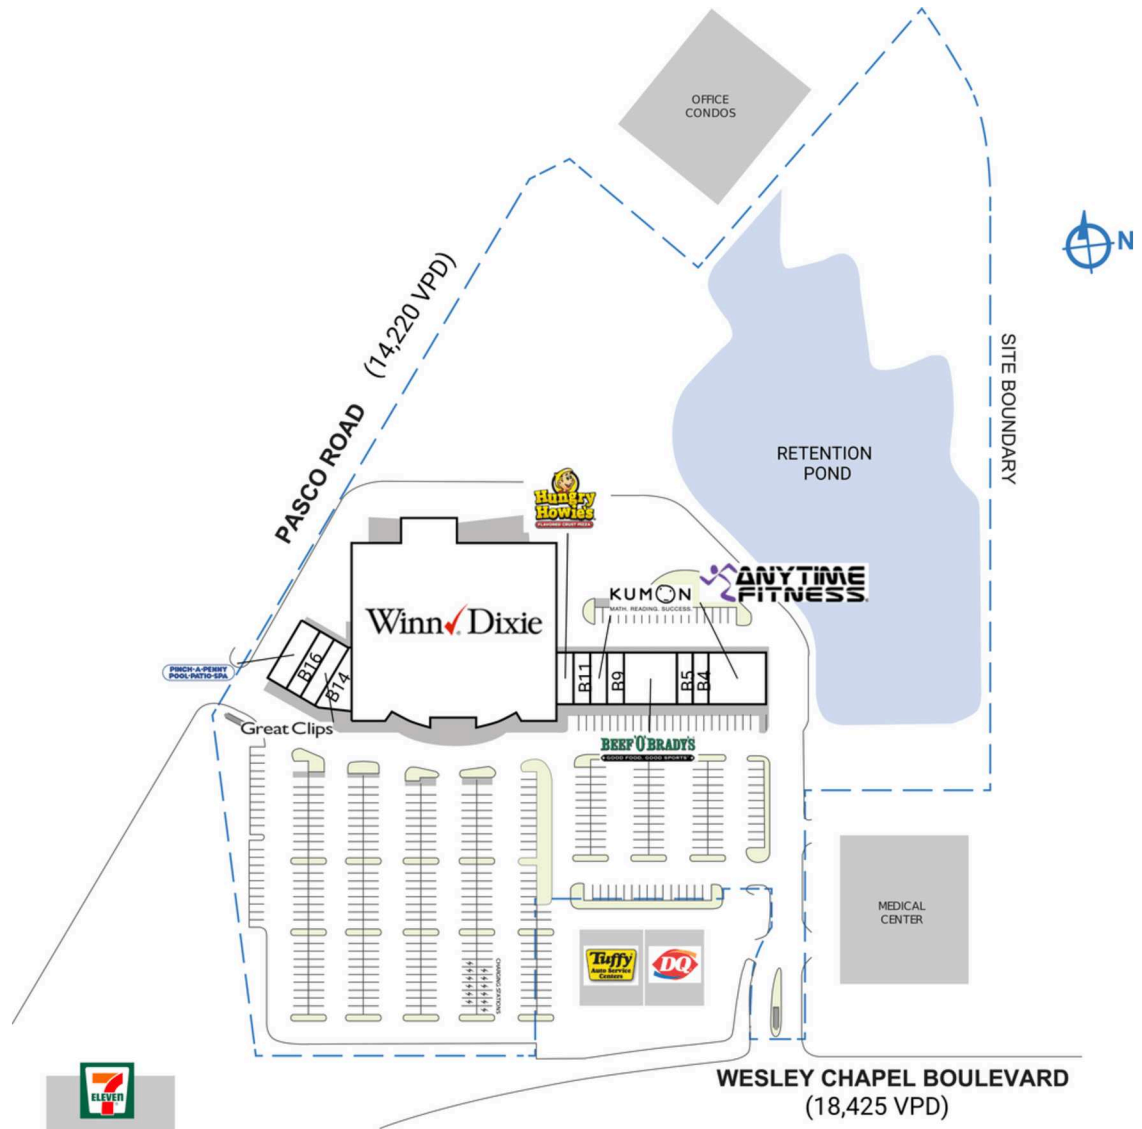 OFFICE
CONDOS
N
(14,220 VPD)
PASCO ROAD
SITE BOUNDARY
RETENTION
POND
Hungry
Howie's
FLAVORED CRUST PIZZA
ANYTIME
FITNESS.
KUMON
MATH. READING. SUCCESS.
Winn Dixie
PINCH-A-PENNY
POOL·PATIO·SPA
B16
B14
B11
B9
B5
B4
Great Clips
BEEF 'O' BRADY'S
GOOD FOOD. GOOD SPORTS
MEDICAL
CENTER
Tuffy
Auto Service
Centers
DQ
CHARGING STATIONS
7
ELEVEN
WESLEY CHAPEL BOULEVARD
(18,425 VPD)